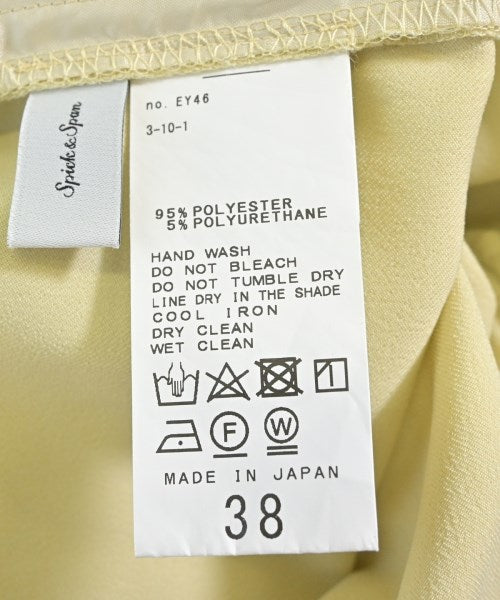 Spick & Span
no. EY46
3-10-1
95% POLYESTER
5% POLYURETHANE
HAND WASH
DO NOT BLEACH
DO NOT TUMBLE DRY
LINE DRY IN THE SHADE
COOL IRON
DRY CLEAN
WET CLEAN
F W
MADE IN JAPAN
38